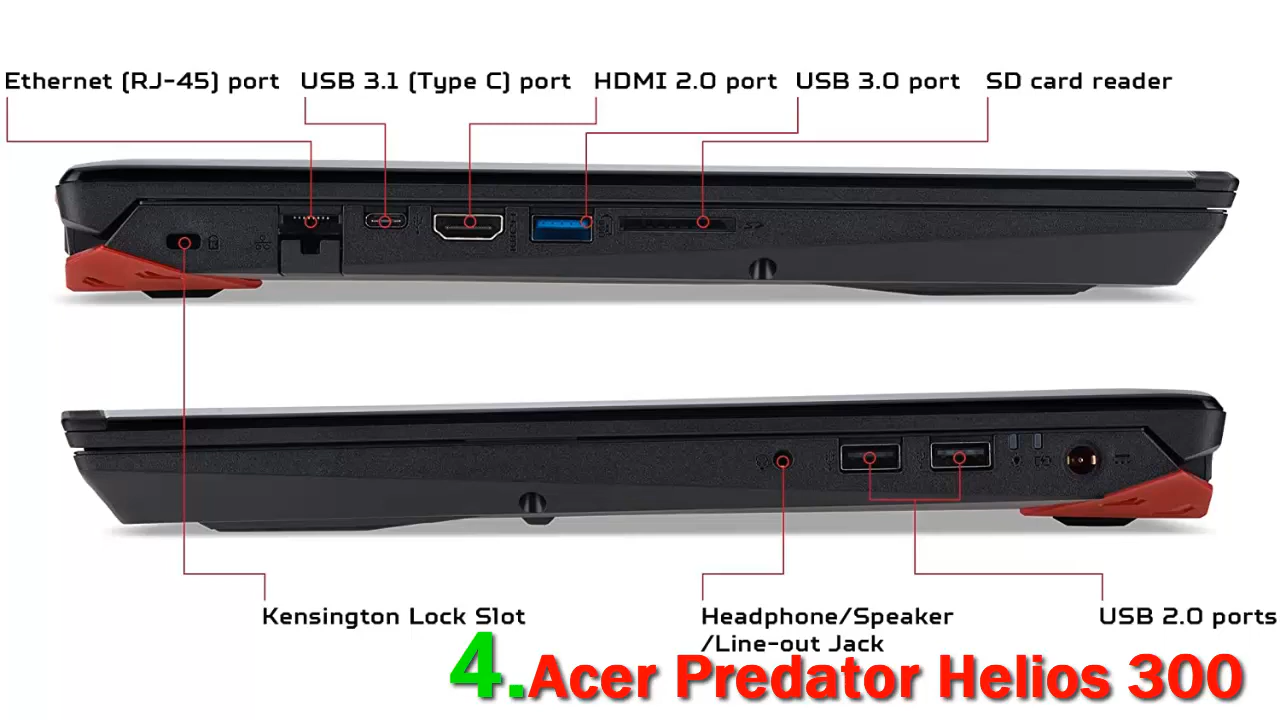 Ethernet (RJ-45) port
USB 3.1 (Type C) port
HDMI 2.0 port
USB 3.0 port
SD card reader
Kensington Lock Slot
Headphone/Speaker
/Line-out Jack
USB 2.0 ports
4.Acer Predator Helios 300